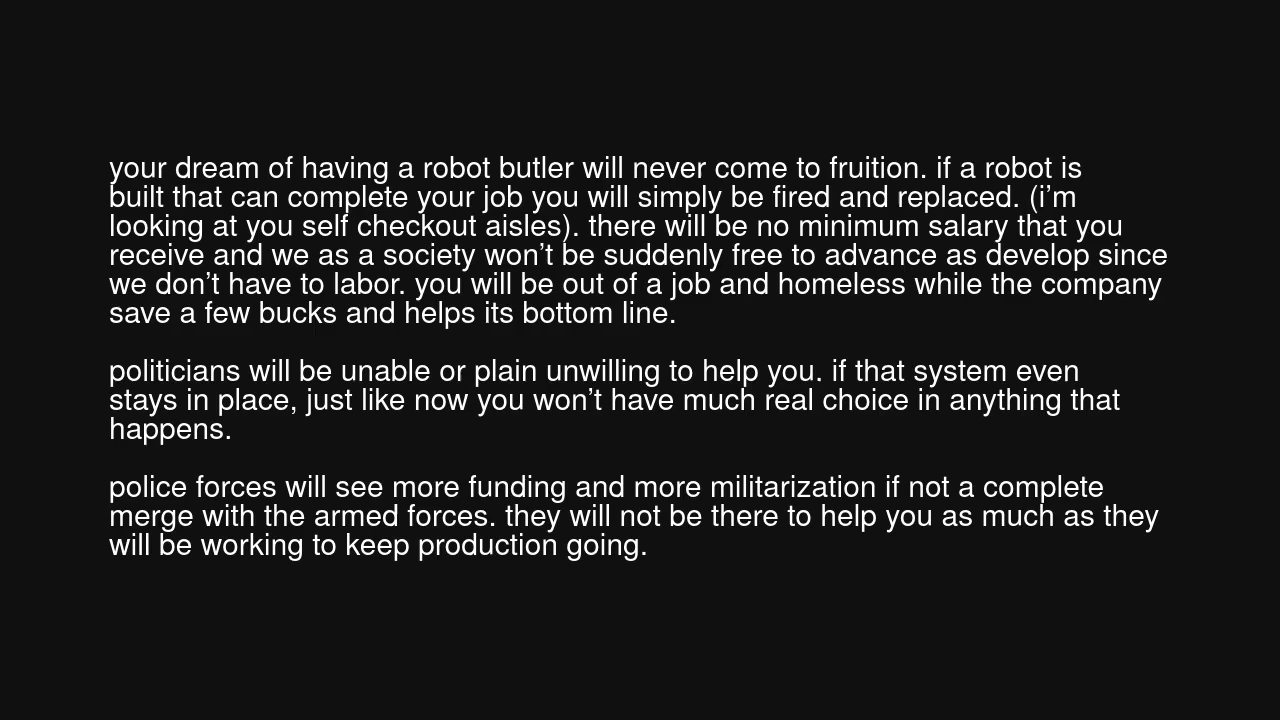 your dream of having a robot butler will never come to fruition. if a robot is
built that can complete your job you will simply be fired and replaced. (i’m
looking at you self checkout aisles). there will be no minimum salary that you
receive and we as a society won’t be suddenly free to advance as develop since
we don’t have to labor. you will be out of a job and homeless while the company
save a few bucks and helps its bottom line.

politicians will be unable or plain unwilling to help you. if that system even
stays in place, just like now you won’t have much real choice in anything that
happens.

police forces will see more funding and more militarization if not a complete
merge with the armed forces. they will not be there to help you as much as they
will be working to keep production going.